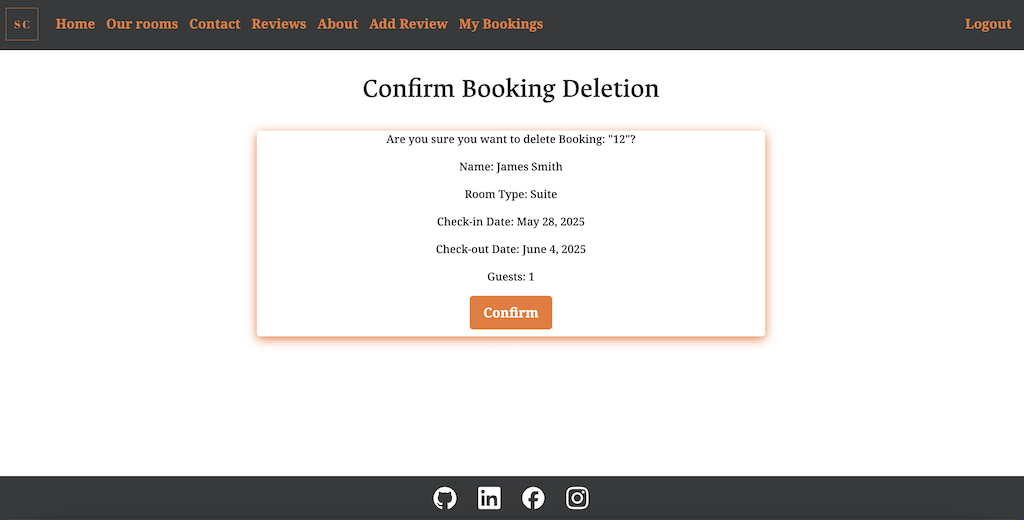 SC
Home Our rooms Contact Reviews About Add Review My Bookings Logout
Confirm Booking Deletion
Are you sure you want to delete Booking: "12"?
Name: James Smith
Room Type: Suite
Check-in Date: May 28, 2025
Check-out Date: June 4, 2025
Guests: 1
Confirm
in